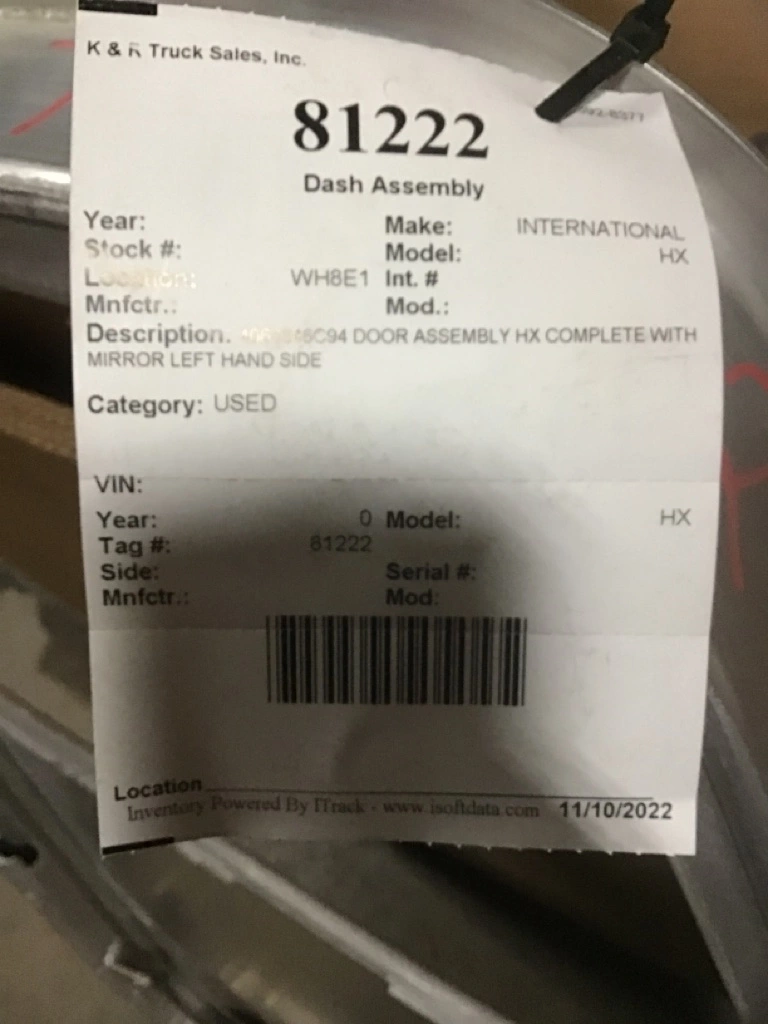 K & R Truck Sales, Inc.
81222
Dash Assembly
Year: Make: INTERNATIONAL
Stock #: Model: HX
Location: WH8E1 Int. #
Mnfctr.: Mod.:
Description. DOOR ASSEMBLY HX COMPLETE WITH
MIRROR LEFT HAND SIDE
Category: USED
VIN:
Year: 0 Model: HX
Tag #: 81222
Side: Serial #:
Mnfctr.: Mod:
Location
Inventory Powered By ITrack - www.isoftdata.com 11/10/2022